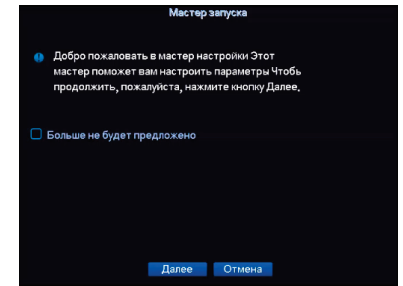 Мастер запуска
Добро пожаловать в мастер настройки Этот
мастер поможет вам настроить параметры Чтобь
продолжить, пожалуйста, нажмите кнопку Далее.
Больше не будет предложено
Далее Отмена